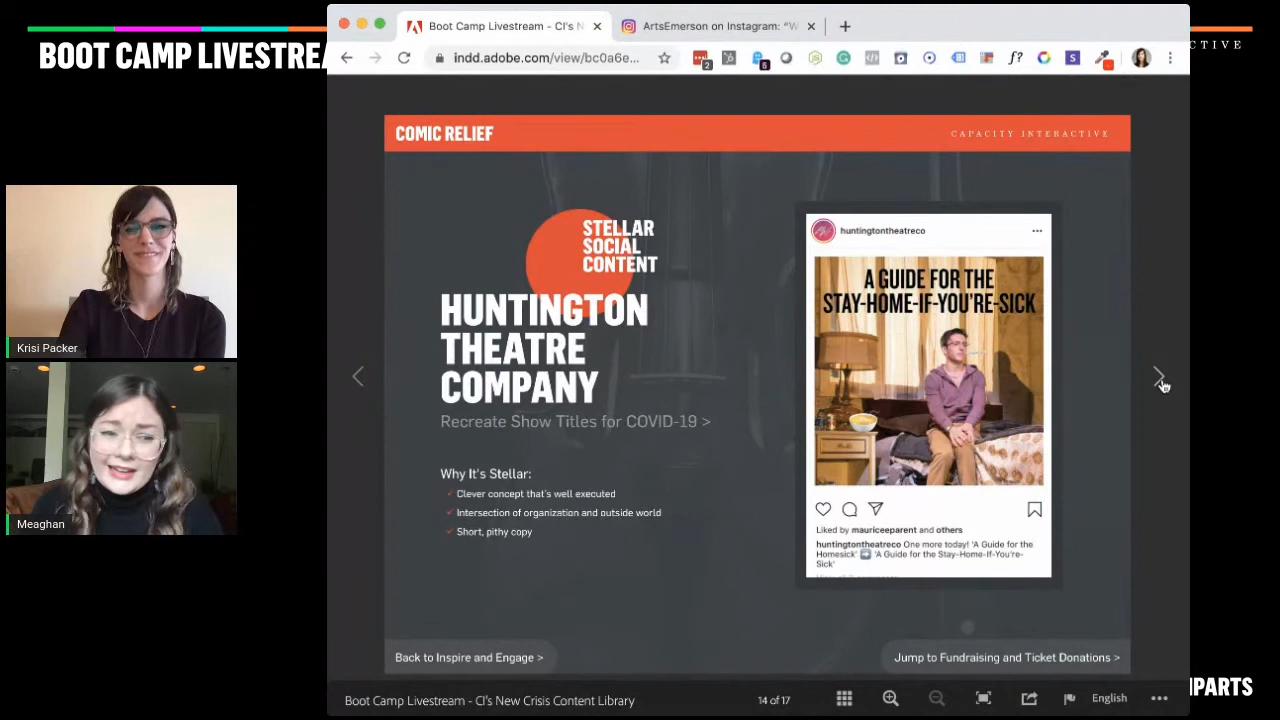 BOOT CAMP LIVESTREA
Boot Camp Livestream - CI's N
ArtsEmerson on Instagram: "W
indd.adobe.com/view/bc0a6e...
2
6
f?
S
CTIVE
COMIC RELIEF
CAPACITY INTERACTIVE
STELLAR
SOCIAL
CONTENT
HUNTINGTON
THEATRE
COMPANY
Recreate Show Titles for COVID-19 >
Why It's Stellar:
Clever concept that's well executed
Intersection of organization and outside world
Short, pithy copy
huntingtontheatreco
A GUIDE FOR THE
STAY-HOME-IF-YOU'RE-SICK
Liked by mauriceeparent and others
huntingtontheatreco One more today! 'A Guide for the
Homesick' ➡️ 'A Guide for the Stay-Home-If-You're-
Sick'
Krisi Packer
Meaghan
Back to Inspire and Engage >
Jump to Fundraising and Ticket Donations >
Boot Camp Livestream - CI's New Crisis Content Library
14 of 17
English
IPARTS